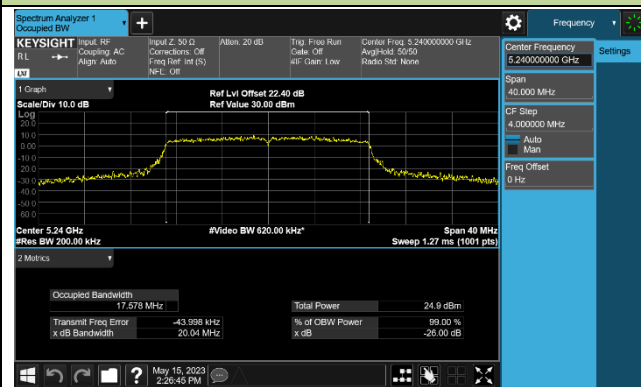 Spectrum Analyzer 1
Occupied BW
Frequency
KEYSIGHT
RL
LXI
Input: RF
Coupling: AC
Align: Auto
Input Z: 50 Ω
Corrections: Off
Freq Ref: Int (S)
NFE: Off
Atten: 20 dB
Trig: Free Run
Gate: Off
#IF Gain: Low
Center Freq: 5.240000000 GHz
Avg|Hold: 50/50
Radio Std: None
Center Frequency
5.240000000 GHz
Settings
Span
40.000 MHz
CF Step
4.000000 MHz
Auto
Man
Freq Offset
0 Hz
1 Graph
Scale/Div 10.0 dB
Ref Lvl Offset 22.40 dB
Ref Value 30.00 dBm
Log
20.0
10.0
0.00
-10.0
-20.0
-30.0
-40.0
-50.0
-60.0
Center 5.24 GHz
#Res BW 200.00 kHz
#Video BW 620.00 kHz*
Span 40 MHz
Sweep 1.27 ms (1001 pts)
2 Metrics
Occupied Bandwidth
17.578 MHz
Total Power 24.9 dBm
Transmit Freq Error -43.998 kHz
% of OBW Power 99.00 %
x dB Bandwidth 20.04 MHz
x dB -26.00 dB
?
May 15, 2023
2:26:45 PM